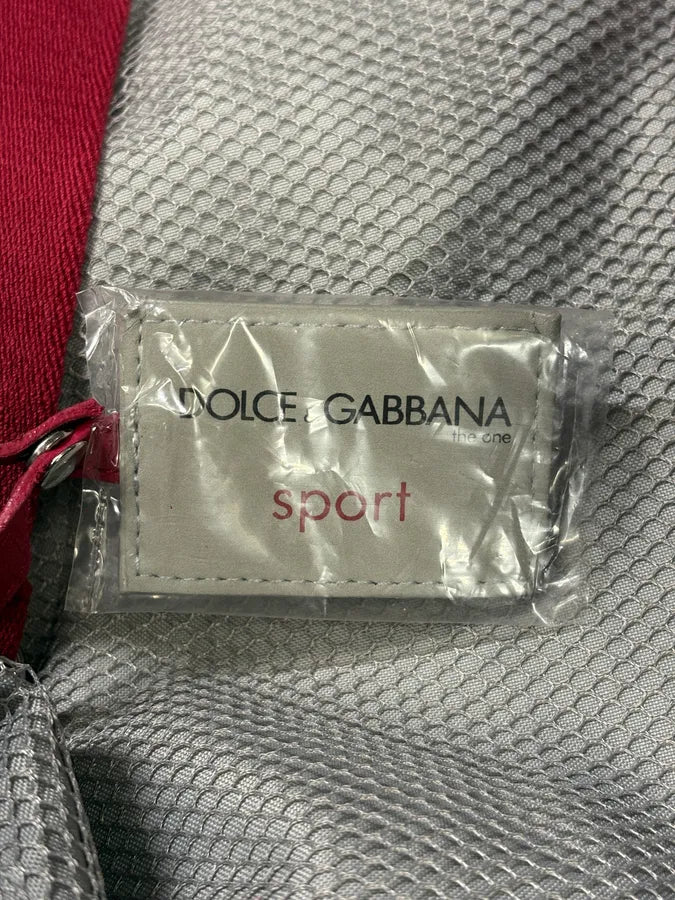 DOLCE & GABBANA
the one
sport